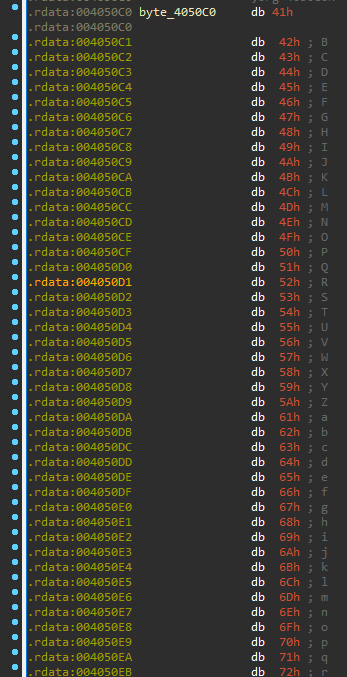 .rdata:004050C0 byte_4050C0 db 41h
.rdata:004050C0
.rdata:004050C1 db 42h ; B
.rdata:004050C2 db 43h ; C
.rdata:004050C3 db 44h ; D
.rdata:004050C4 db 45h ; E
.rdata:004050C5 db 46h ; F
.rdata:004050C6 db 47h ; G
.rdata:004050C7 db 48h ; H
.rdata:004050C8 db 49h ; I
.rdata:004050C9 db 4Ah ; J
.rdata:004050CA db 4Bh ; K
.rdata:004050CB db 4Ch ; L
.rdata:004050CC db 4Dh ; M
.rdata:004050CD db 4Eh ; N
.rdata:004050CE db 4Fh ; O
.rdata:004050CF db 50h ; P
.rdata:004050D0 db 51h ; Q
.rdata:004050D1 db 52h ; R
.rdata:004050D2 db 53h ; S
.rdata:004050D3 db 54h ; T
.rdata:004050D4 db 55h ; U
.rdata:004050D5 db 56h ; V
.rdata:004050D6 db 57h ; W
.rdata:004050D7 db 58h ; X
.rdata:004050D8 db 59h ; Y
.rdata:004050D9 db 5Ah ; Z
.rdata:004050DA db 61h ; a
.rdata:004050DB db 62h ; b
.rdata:004050DC db 63h ; c
.rdata:004050DD db 64h ; d
.rdata:004050DE db 65h ; e
.rdata:004050DF db 66h ; f
.rdata:004050E0 db 67h ; g
.rdata:004050E1 db 68h ; h
.rdata:004050E2 db 69h ; i
.rdata:004050E3 db 6Ah ; j
.rdata:004050E4 db 6Bh ; k
.rdata:004050E5 db 6Ch ; l
.rdata:004050E6 db 6Dh ; m
.rdata:004050E7 db 6Eh ; n
.rdata:004050E8 db 6Fh ; o
.rdata:004050E9 db 70h ; p
.rdata:004050EA db 71h ; q
.rdata:004050EB db 72h ; r